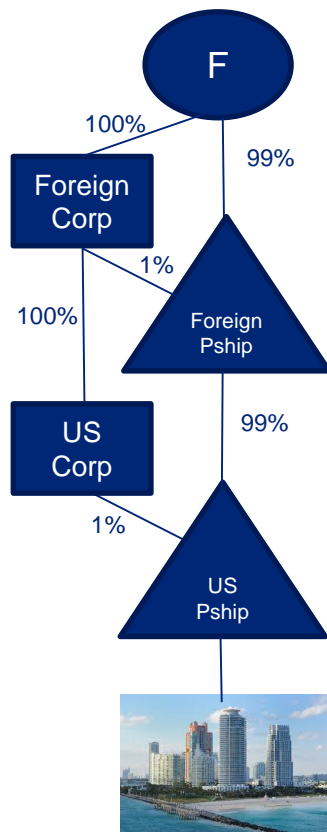 F
100%
99%
Foreign
Corp
1%
100%
Foreign
Pship
99%
US
Corp
1%
US
Pship